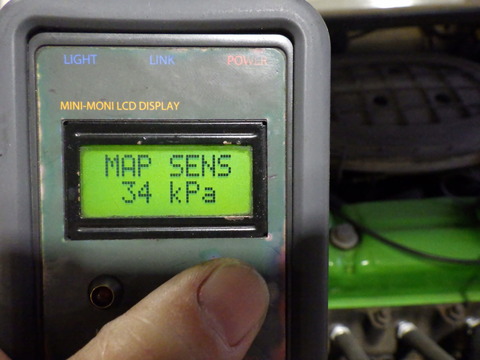 LIGHT LINK POWER
MINI-MONI LCD DISPLAY
MAP SENS
34 kPa